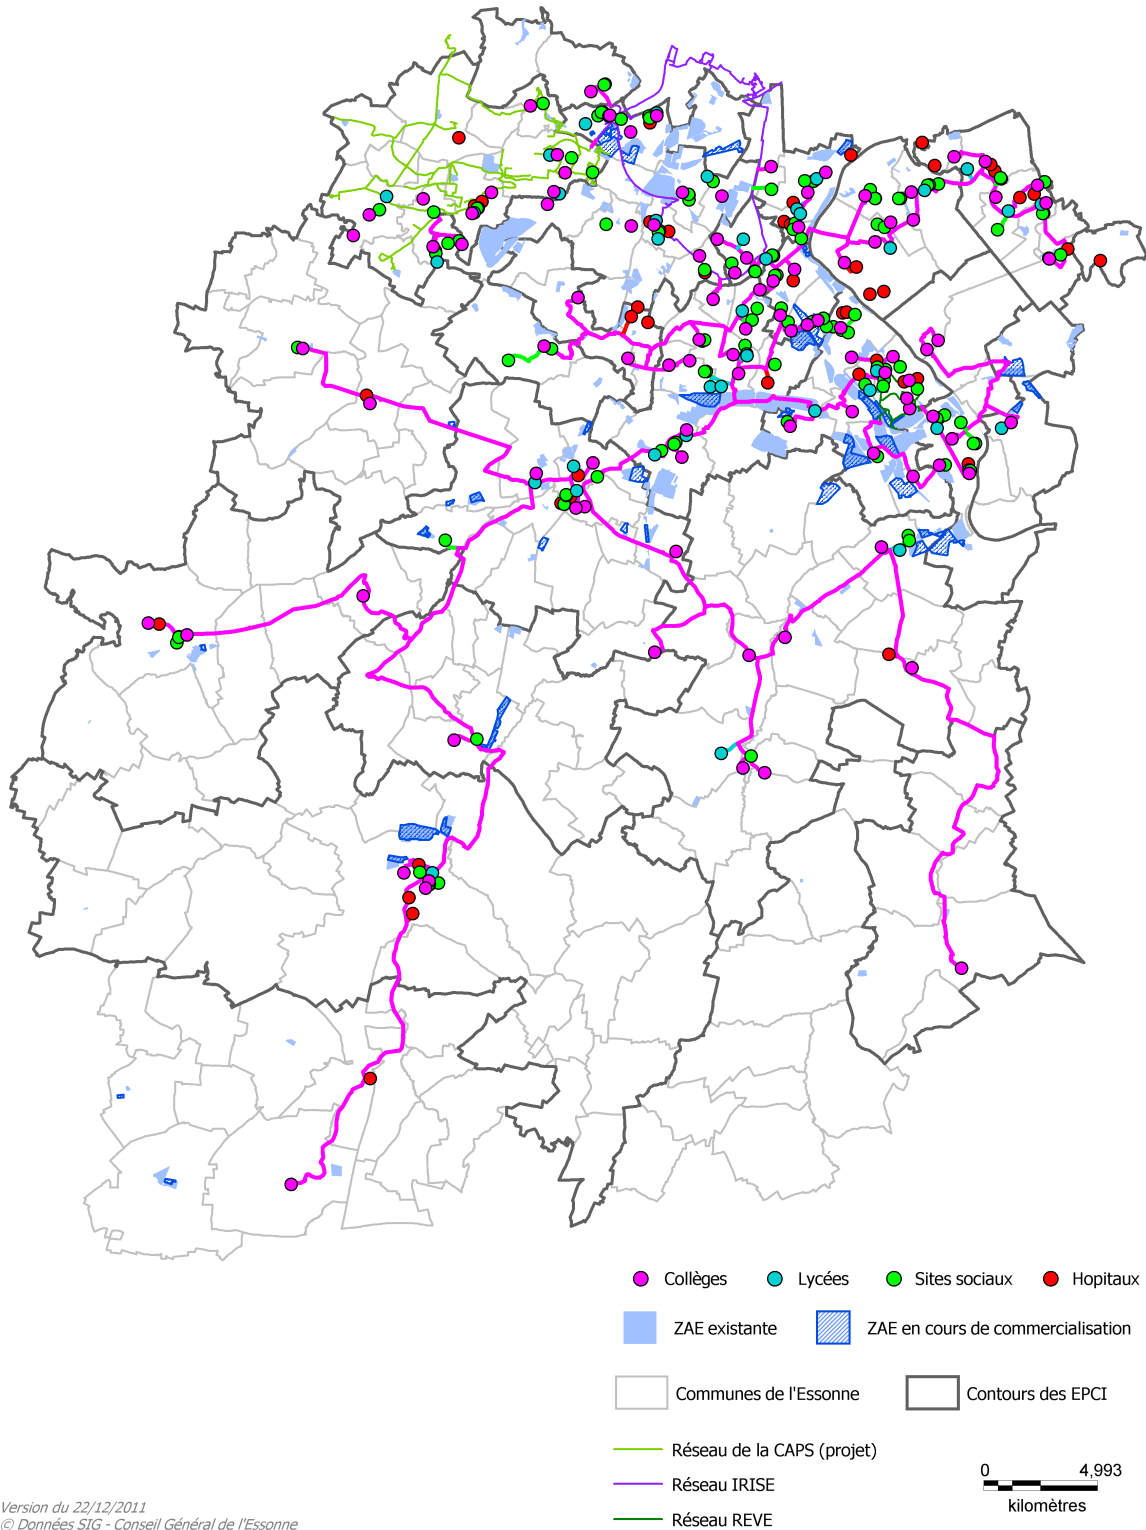 Collèges Lycées Sites sociaux Hopitaux
ZAE existante ZAE en cours de commercialisation
Communes de l'Essonne Contours des EPCI
Réseau de la CAPS (projet)
Réseau IRISE
Réseau REVE
0 4,993
kilomètres
Version du 22/12/2011
© Données SIG - Conseil Général de l'Essonne